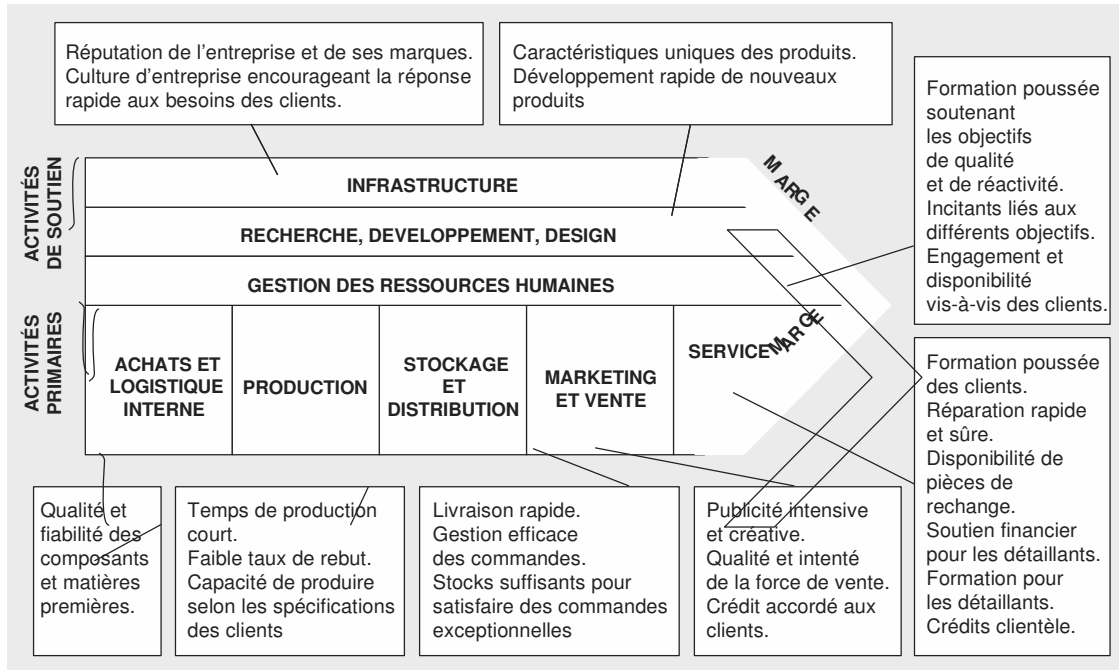 Réputation de l'entreprise et de ses marques.
Culture d'entreprise encourageant la réponse
rapide aux besoins des clients.
Caractéristiques uniques des produits.
Développement rapide de nouveaux
produits
Formation poussée
soutenant
les objectifs
de qualité
et de réactivité.
Incitants liés aux
différents objectifs.
Engagement et
disponibilité
vis-à-vis des clients.
ACTIVITÉS
DE SOUTIEN
INFRASTRUCTURE
RECHERCHE, DEVELOPPEMENT, DESIGN
GESTION DES RESSOURCES HUMAINES
MARGE
ACTIVITÉS
PRIMAIRES
ACHATS ET
LOGISTIQUE
INTERNE
PRODUCTION
STOCKAGE
ET
DISTRIBUTION
MARKETING
ET VENTE
SERVICE
MARGE
Formation poussée
des clients.
Réparation rapide
et sûre.
Disponibilité de
pièces de
rechange.
Soutien financier
pour les détaillants.
Formation pour
les détaillants.
Crédits clientèle.
Qualité et
fiabilité des
composants
et matières
premières.
Temps de production
court.
Faible taux de rebut.
Capacité de produire
selon les spécifications
des clients
Livraison rapide.
Gestion efficace
des commandes.
Stocks suffisants pour
satisfaire des commandes
exceptionnelles
Publicité intensive
et créative.
Qualité et intenté
de la force de vente.
Crédit accordé aux
clients.